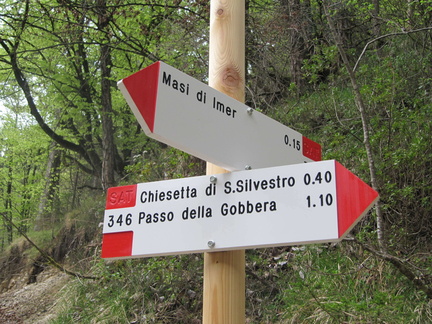 Masi di Imer
0.15
SAT Chiesetta di S.Silvestro 0.40
346 Passo della Gobbera 1.10